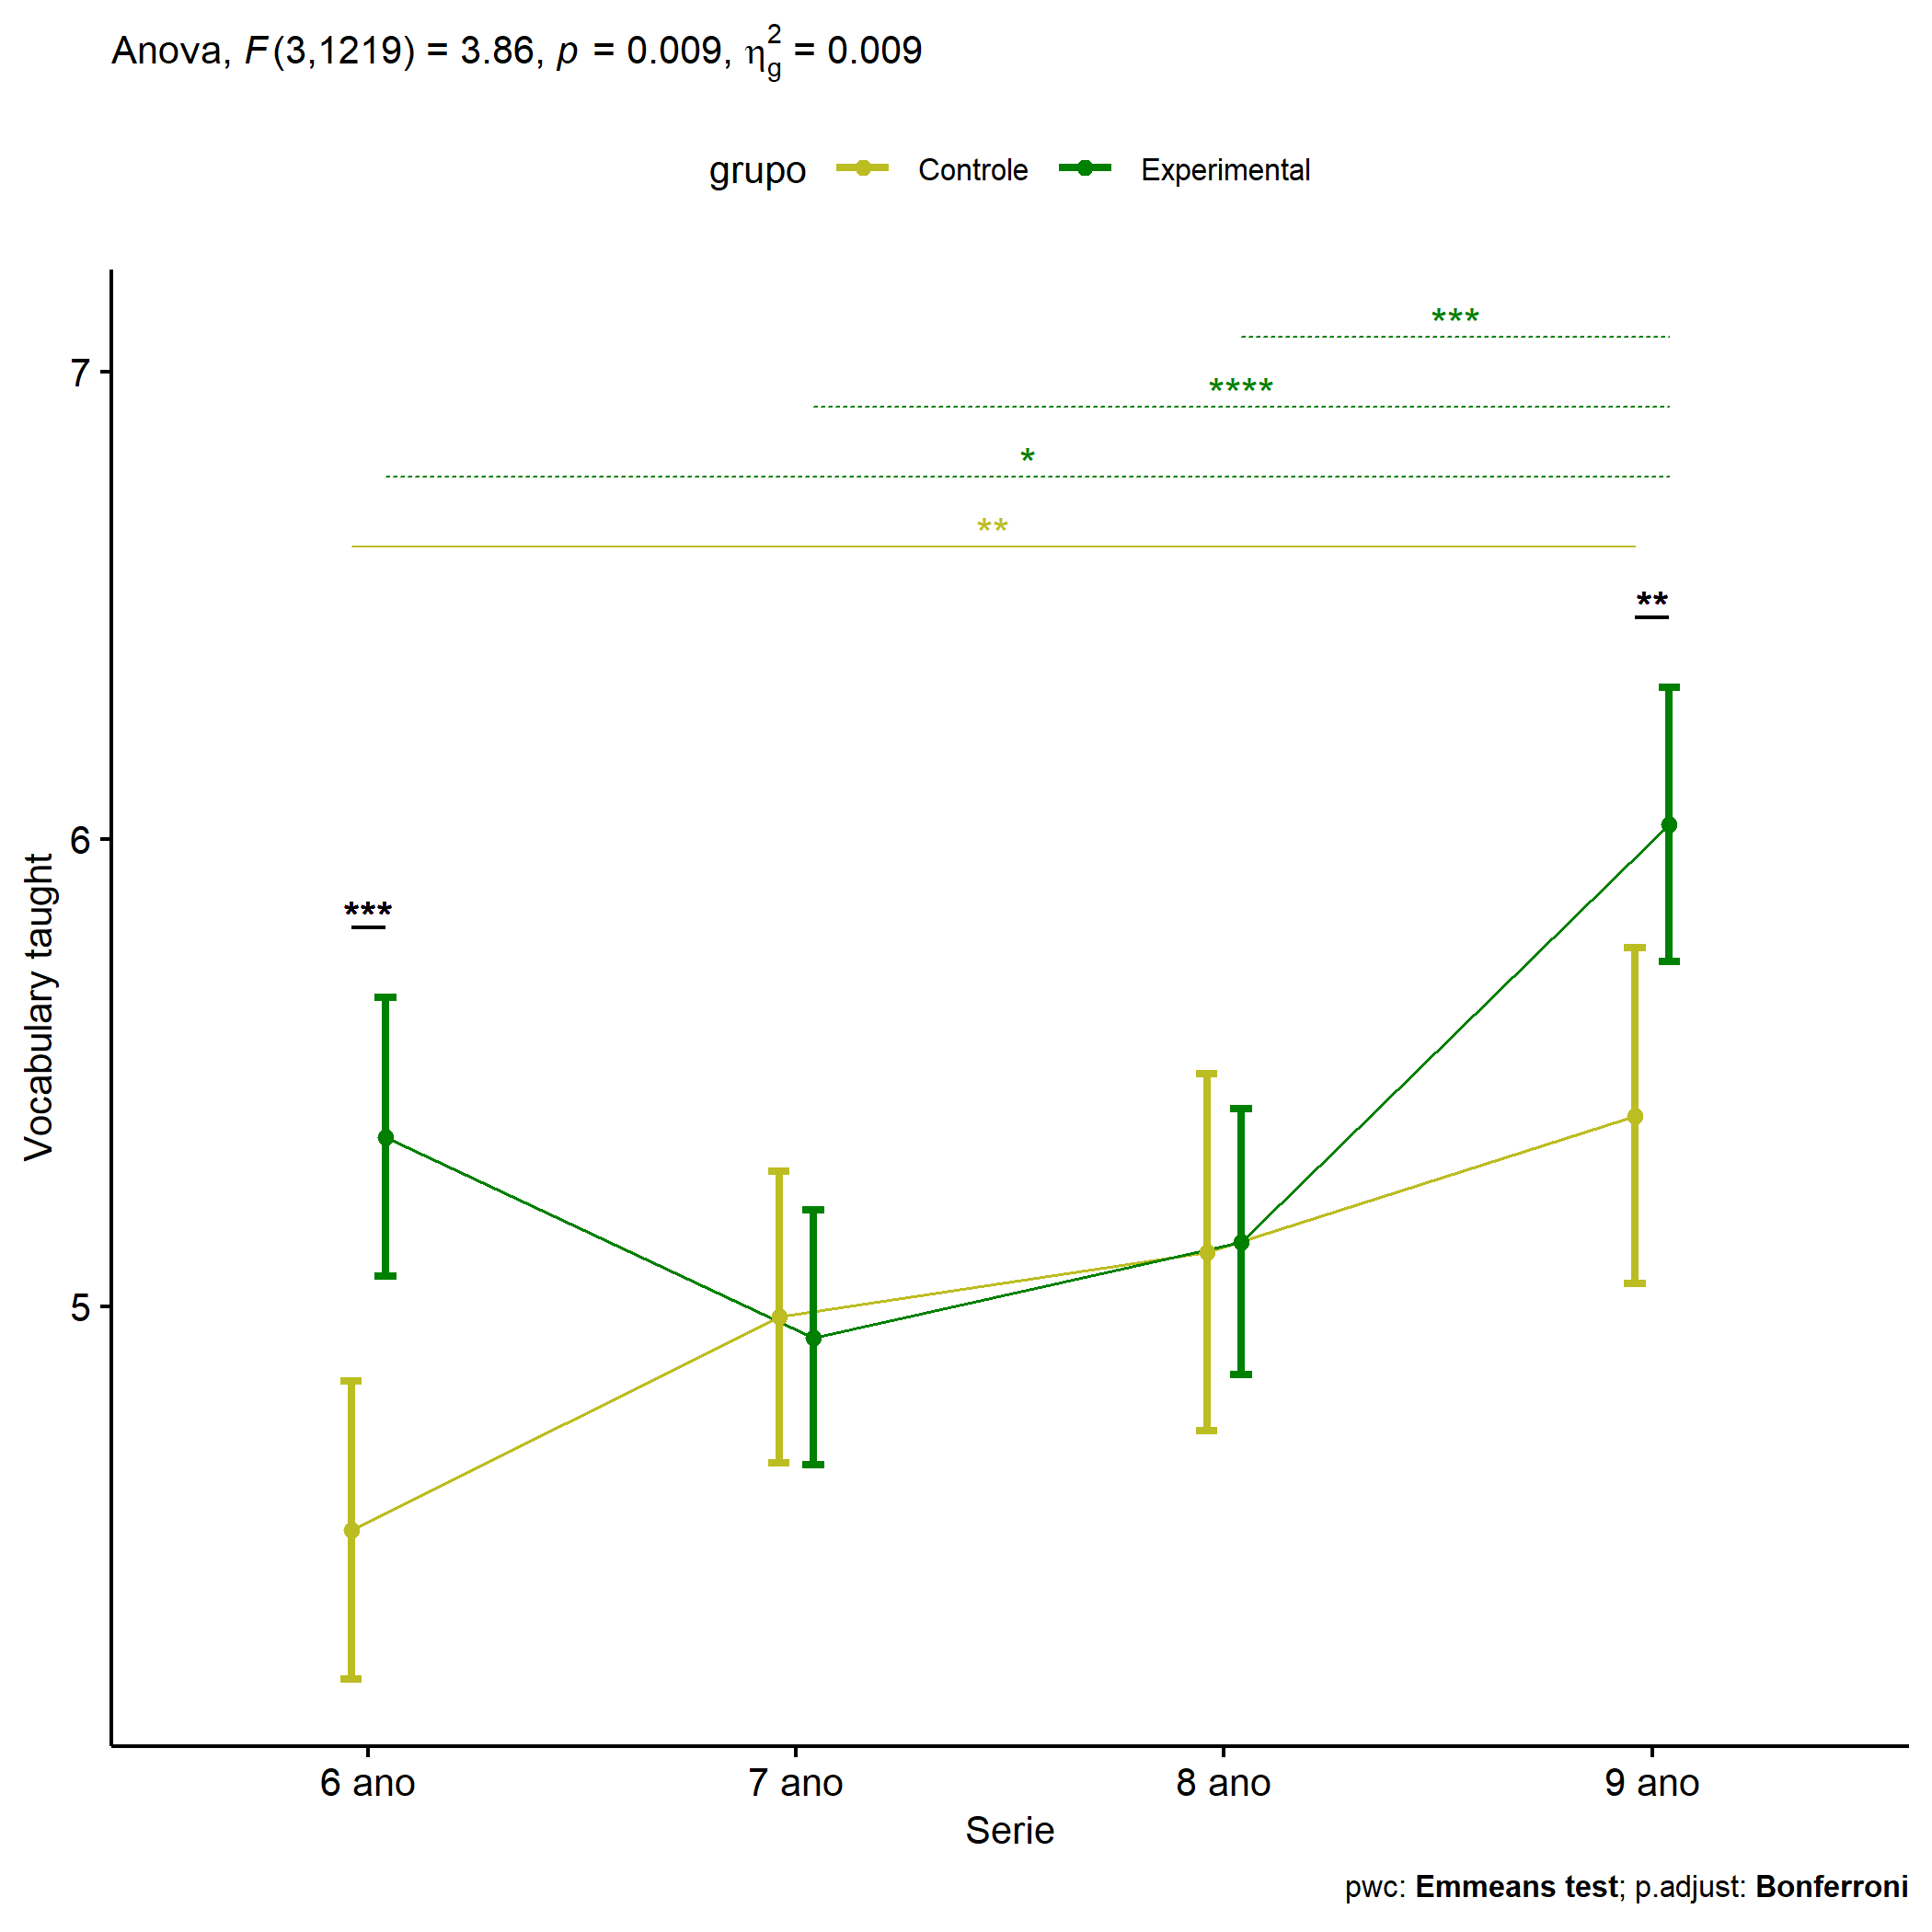 Anova, F(3,1219) = 3.86, p = 0.009, η²g = 0.009
grupo Controle Experimental
***
****
*
**
**
***
7
6
5
Vocabulary taught
6 ano 7 ano 8 ano 9 ano
Serie
pwc: Emmeans test; p.adjust: Bonferroni